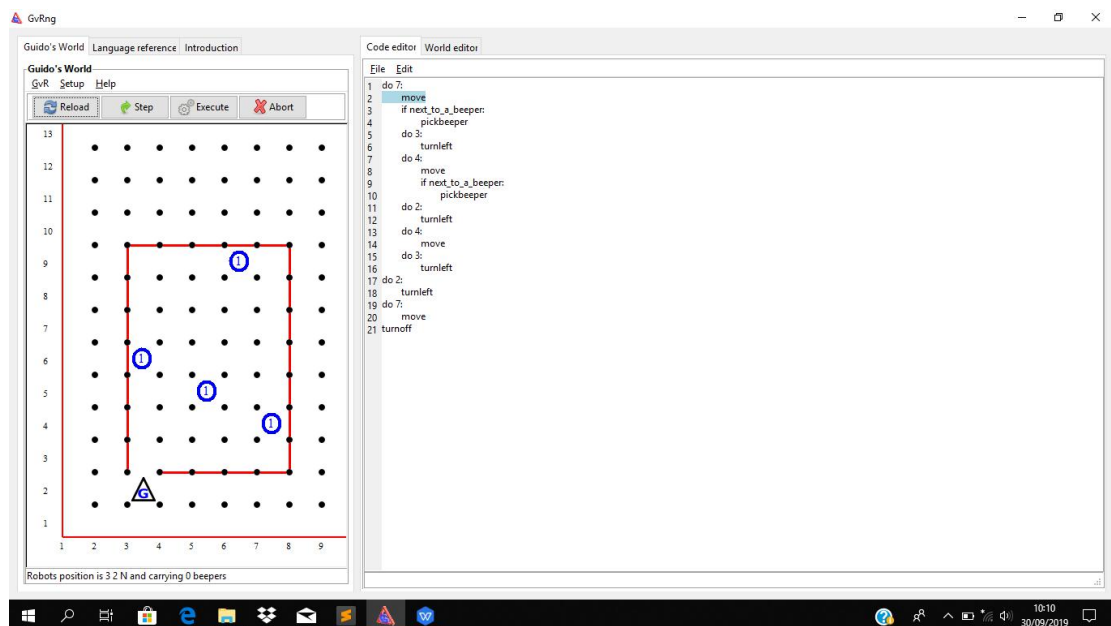 GvRng
Guido's World Language reference Introduction
Guido's World
GvR Setup Help
Reload Step Execute Abort
13
12
11
10
9
8
7
6
5
4
3
2
1
1 2 3 4 5 6 7 8 9
1
1
1
1
G
Robots position is 3 2 N and carrying 0 beepers
Code editor World editor
File Edit
1 do 7:
2 move
3 if next_to_a_beeper:
4 pickbeeper
5 do 3:
6 turnleft
7 do 4:
8 move
9 if next_to_a_beeper:
10 pickbeeper
11 do 2:
12 turnleft
13 do 4:
14 move
15 do 3:
16 turnleft
17 do 2:
18 turnleft
19 do 7:
20 move
21 turnoff
10:10
30/09/2019